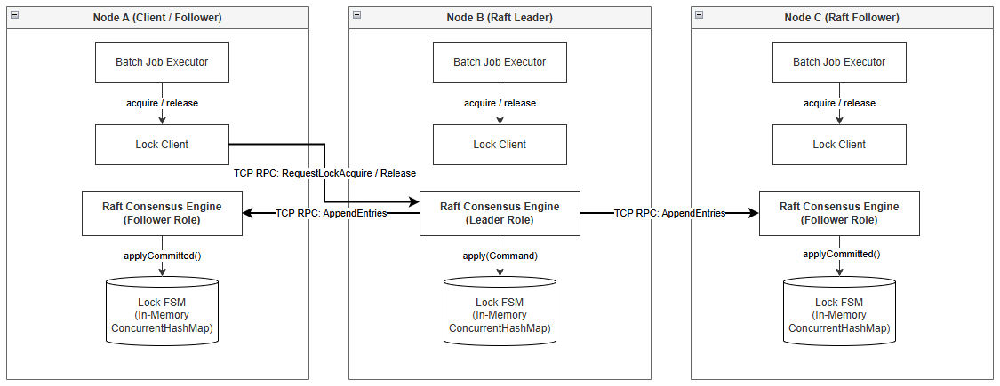 Node A (Client / Follower)
Node B (Raft Leader)
Node C (Raft Follower)
Batch Job Executor
Batch Job Executor
Batch Job Executor
acquire / release
acquire / release
acquire / release
Lock Client
Lock Client
Lock Client
TCP RPC: RequestLockAcquire / Release
Raft Consensus Engine
(Follower Role)
TCP RPC: AppendEntries
Raft Consensus Engine
(Leader Role)
TCP RPC: AppendEntries
Raft Consensus Engine
(Follower Role)
applyCommitted()
apply(Command)
applyCommitted()
Lock FSM
(In-Memory
ConcurrentHashMap)
Lock FSM
(In-Memory
ConcurrentHashMap)
Lock FSM
(In-Memory
ConcurrentHashMap)